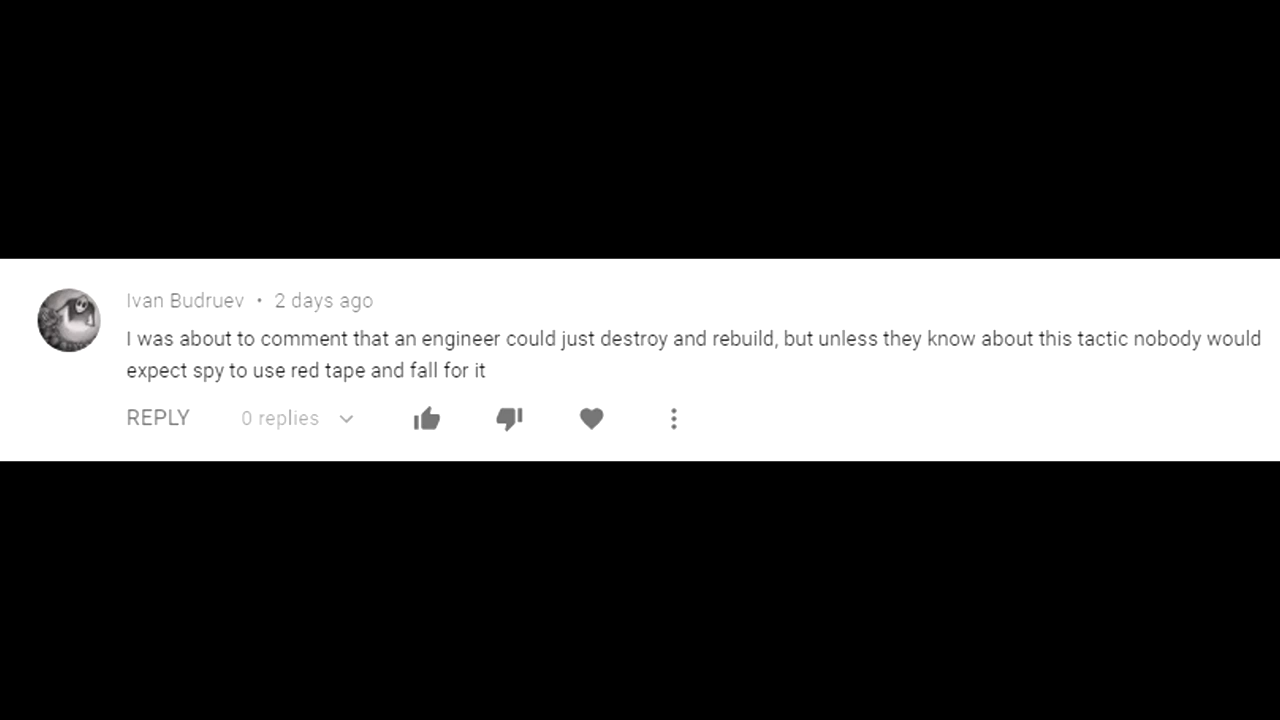 Ivan Budruev • 2 days ago
I was about to comment that an engineer could just destroy and rebuild, but unless they know about this tactic nobody would
expect spy to use red tape and fall for it
REPLY 0 replies